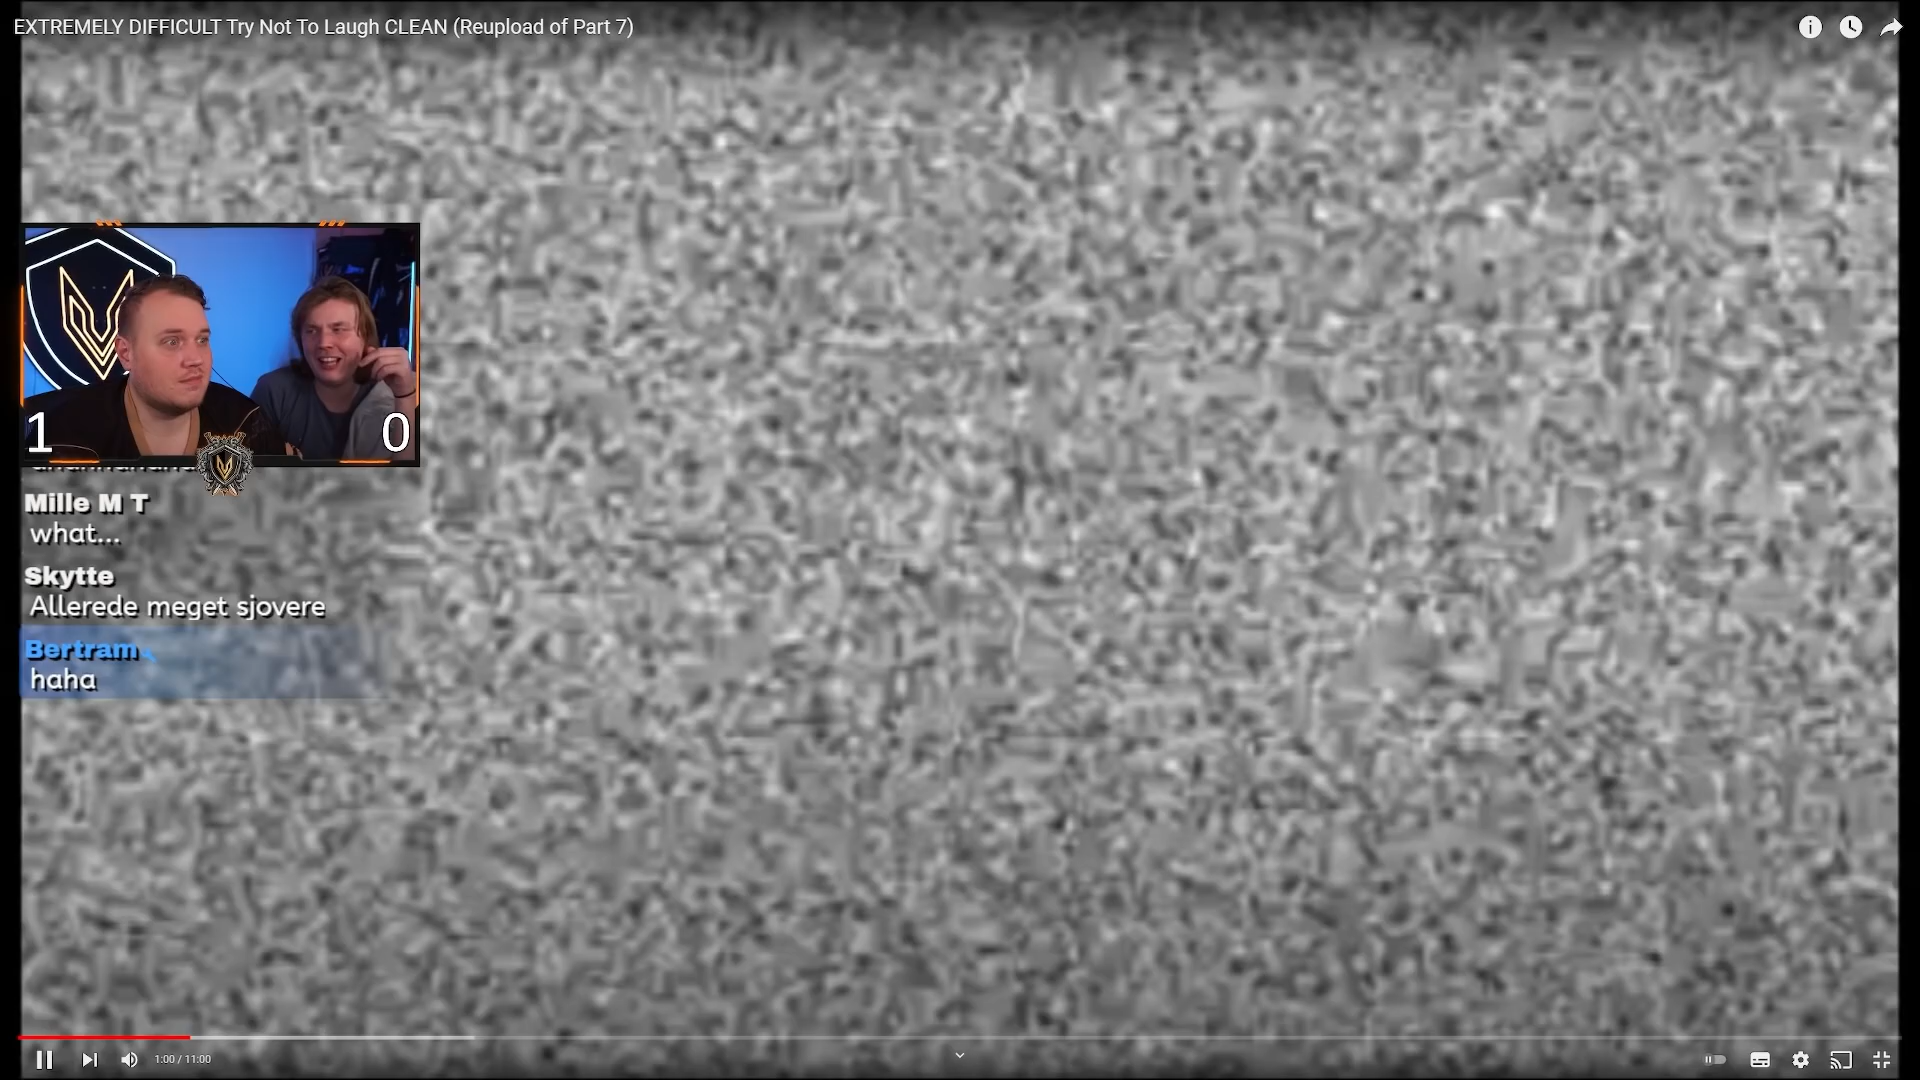 EXTREMELY DIFFICULT Try Not To Laugh CLEAN (Reupload of Part 7)
1 0
Mille M T
what...
Skytte
Allerede meget sjovere
Bertram
haha
1:00 / 11:00